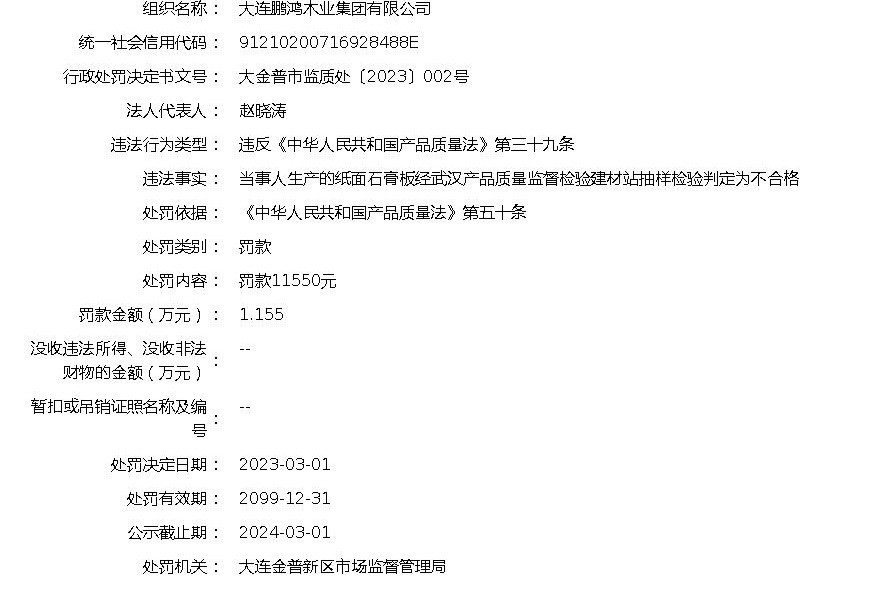 组织名称： 大连鹏鸿木业集团有限公司
统一社会信用代码： 91210200716928488E
行政处罚决定书文号： 大金普市监质处〔2023〕002号
法人代表人： 赵晓涛
违法行为类型： 违反《中华人民共和国产品质量法》第三十九条
违法事实： 当事人生产的纸面石膏板经武汉产品质量监督检验建材站抽样检验判定为不合格
处罚依据： 《中华人民共和国产品质量法》第五十条
处罚类别： 罚款
处罚内容： 罚款11550元
罚款金额（万元）： 1.155
没收违法所得、没收非法
财物的金额（万元）： --
暂扣或吊销证照名称及编
号： --
处罚决定日期： 2023-03-01
处罚有效期： 2099-12-31
公示截止期： 2024-03-01
处罚机关： 大连金普新区市场监督管理局